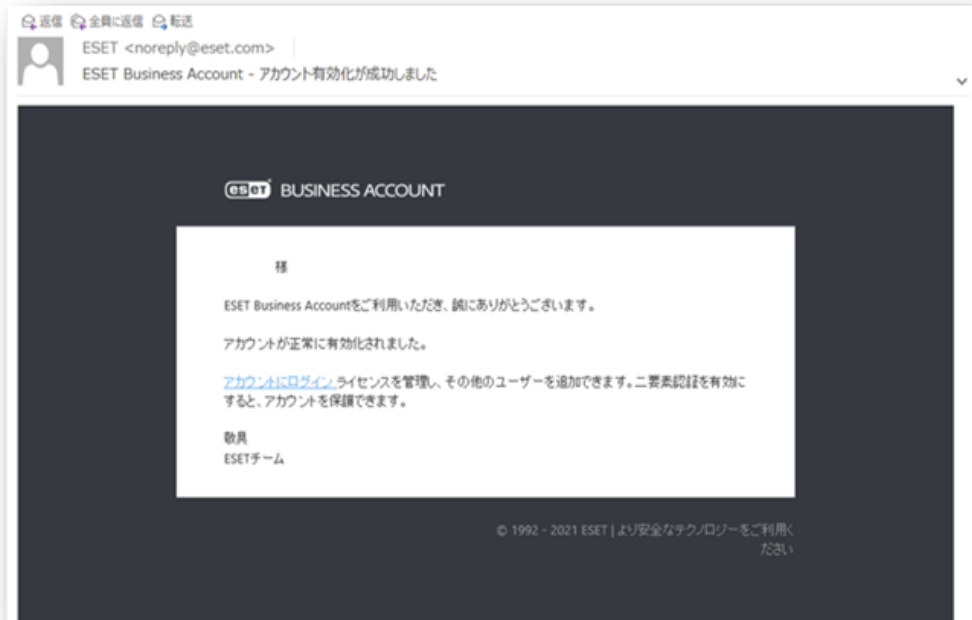 返信 全員に返信 転送
ESET <noreply@eset.com>
ESET Business Account - アカウント有効化が成功しました
eset BUSINESS ACCOUNT
様
ESET Business Accountをご利用いただき、誠にありがとうございます。
アカウントが正常に有効化されました。
アカウントにログイン ライセンスを管理し、その他のユーザーを追加できます。二要素認証を有効に
すると、アカウントを保護できます。
敬具
ESETチーム
© 1992 - 2021 ESET | より安全なテクノロジーをご利用く
ださい